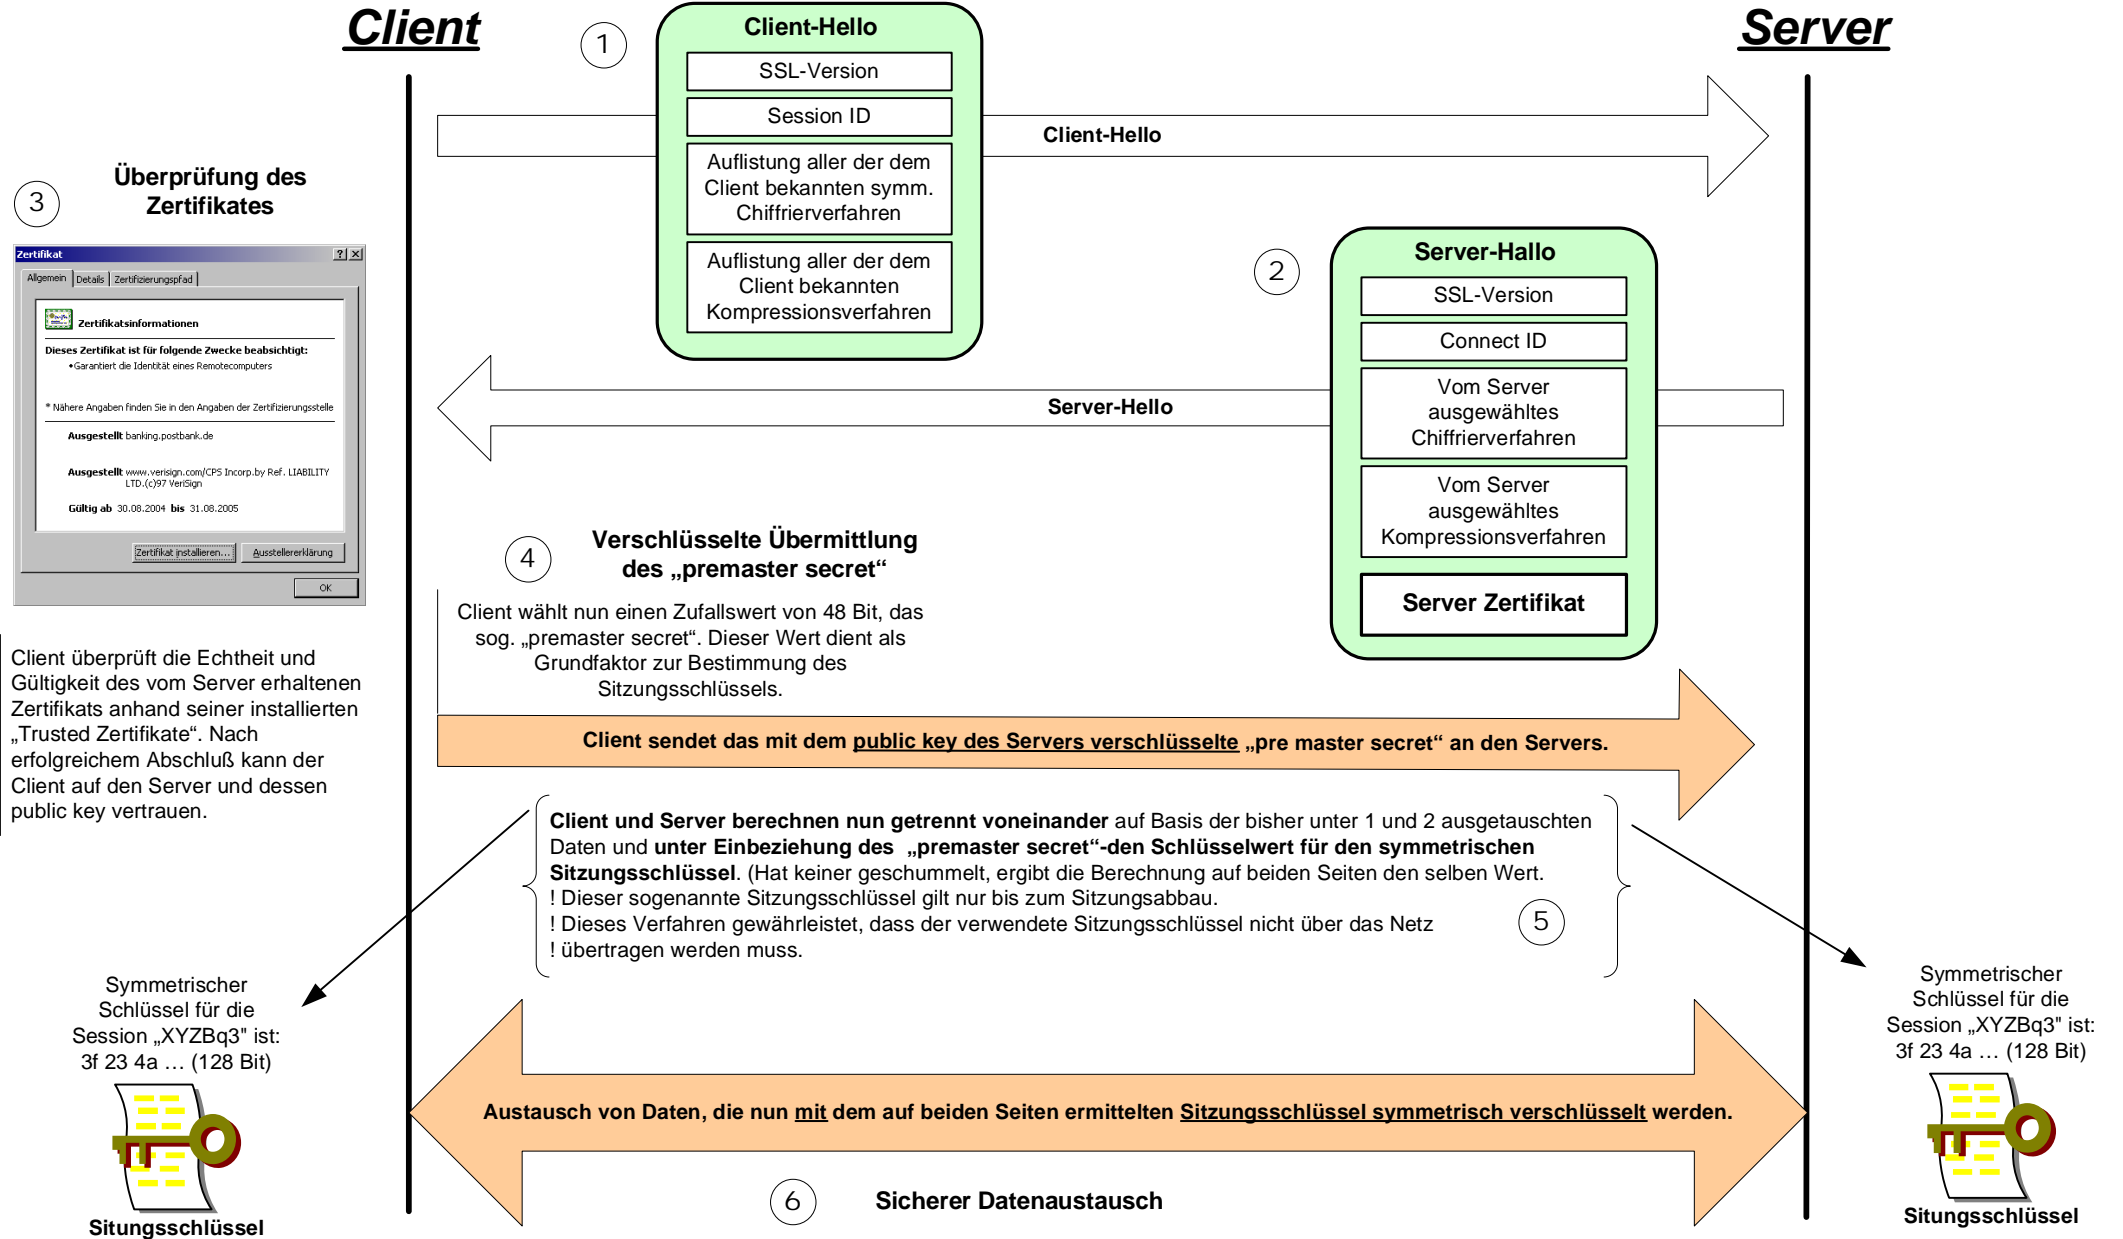 Client
Server
1
Client-Hello
SSL-Version
Session ID
Auflistung aller der dem
Client bekannten symm.
Chiffrierverfahren
Auflistung aller der dem
Client bekannten
Kompressionsverfahren
Client-Hello
2
Server-Hallo
SSL-Version
Connect ID
Vom Server
ausgewähltes
Chiffrierverfahren
Vom Server
ausgewähltes
Kompressionsverfahren
Server Zertifikat
Server-Hello
3
Überprüfung des
Zertifikates
Zertifikat
Allgemein
Details
Zertifizierungspfad
Zertifikatsinformationen
Dieses Zertifikat ist für folgende Zwecke beabsichtigt:
•Garantiert die Identität eines Remotecomputers
* Nähere Angaben finden Sie in den Angaben der Zertifizierungsstelle
Ausgestellt banking.postbank.de
Ausgestellt www.verisign.com/CPS Incorp.by Ref. LIABILITY
LTD.(c)97 VeriSign
Gültig ab 30.08.2004 bis 31.08.2005
Zertifikat installieren...
Ausstellererklärung
OK
Client überprüft die Echtheit und
Gültigkeit des vom Server erhaltenen
Zertifikats anhand seiner installierten
„Trusted Zertifikate“. Nach
erfolgreichem Abschluß kann der
Client auf den Server und dessen
public key vertrauen.
4
Verschlüsselte Übermittlung
des „premaster secret“
Client wählt nun einen Zufallswert von 48 Bit, das
sog. „premaster secret“. Dieser Wert dient als
Grundfaktor zur Bestimmung des
Sitzungsschlüssels.
Client sendet das mit dem public key des Servers verschlüsselte „pre master secret“ an den Servers.
Client und Server berechnen nun getrennt voneinander auf Basis der bisher unter 1 und 2 ausgetauschten
Daten und unter Einbeziehung des „premaster secret“-den Schlüsselwert für den symmetrischen
Sitzungsschlüssel. (Hat keiner geschummelt, ergibt die Berechnung auf beiden Seiten den selben Wert.
! Dieser sogenannte Sitzungsschlüssel gilt nur bis zum Sitzungsabbau.
! Dieses Verfahren gewährleistet, dass der verwendete Sitzungsschlüssel nicht über das Netz
! übertragen werden muss.
5
Symmetrischer
Schlüssel für die
Session „XYZBq3" ist:
3f 23 4a … (128 Bit)
Situngsschlüssel
Symmetrischer
Schlüssel für die
Session „XYZBq3" ist:
3f 23 4a … (128 Bit)
Situngsschlüssel
Austausch von Daten, die nun mit dem auf beiden Seiten ermittelten Sitzungsschlüssel symmetrisch verschlüsselt werden.
6
Sicherer Datenaustausch